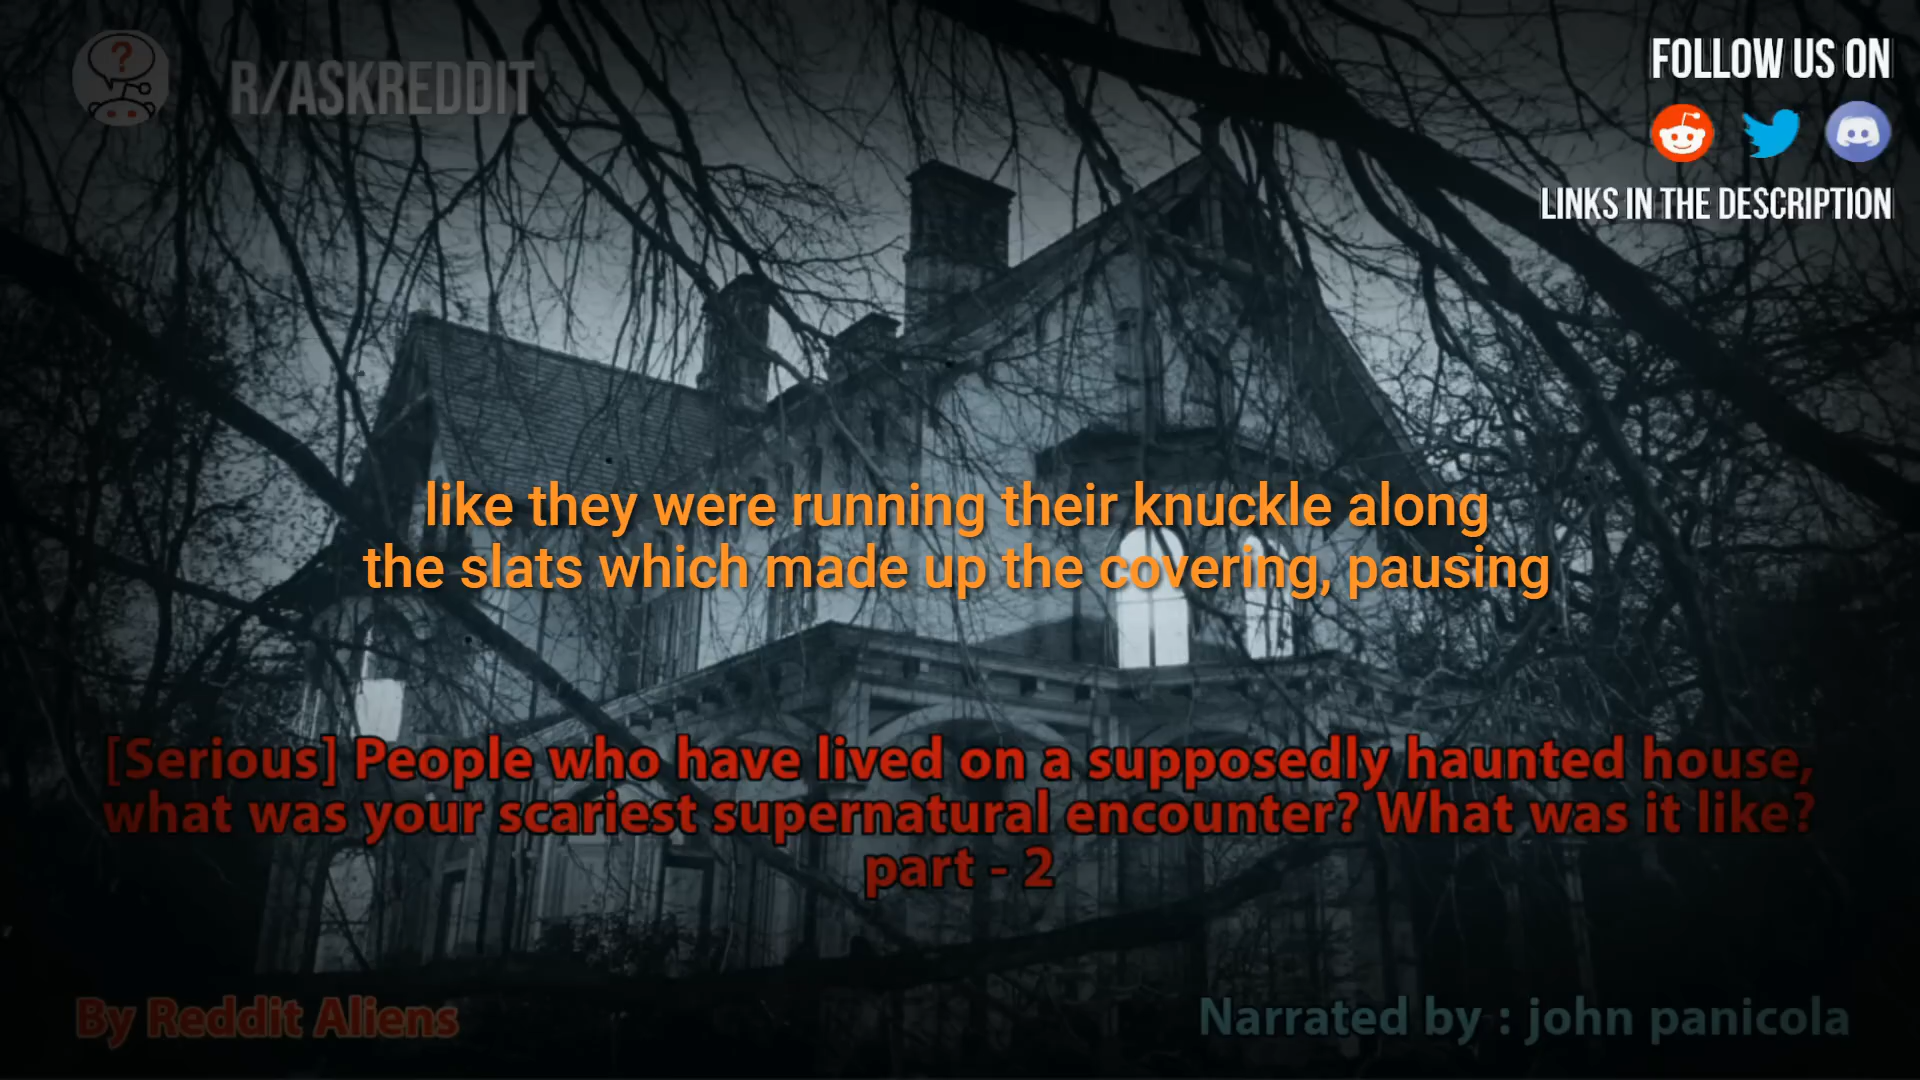 R/ASKREDDIT
FOLLOW US ON
LINKS IN THE DESCRIPTION
like they were running their knuckle along
the slats which made up the covering, pausing
[Serious] People who have lived on a supposedly haunted house,
what was your scariest supernatural encounter? What was it like?
part - 2
By Reddit Aliens
Narrated by : john panicola